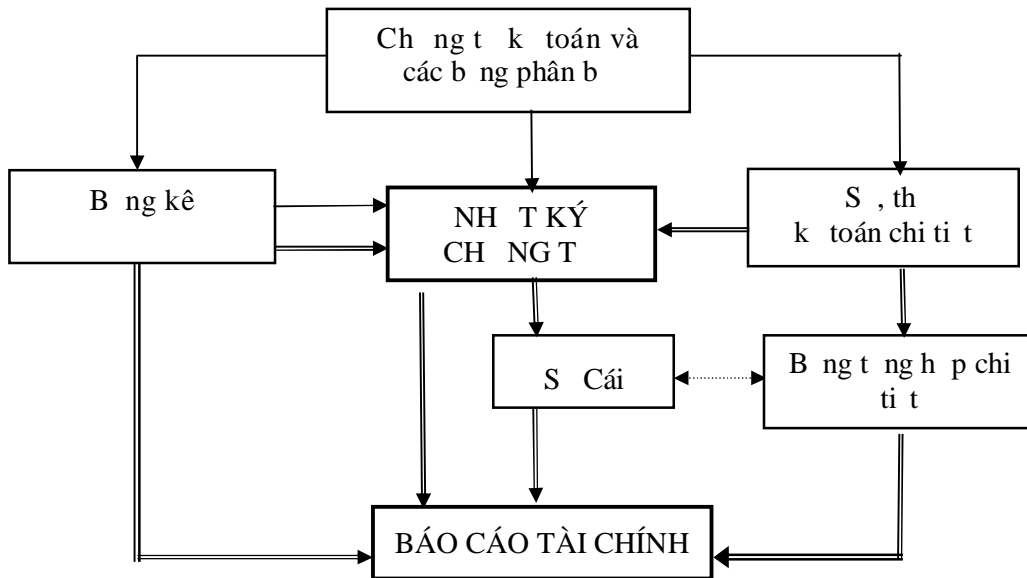 Ch ng t k toán và
các b ng phân b
B ng kê
NH T KÝ
CH NG T
S , th
k toán chi ti t
S Cái
B ng t ng h p chi
ti t
BÁO CÁO TÀI CHÍNH